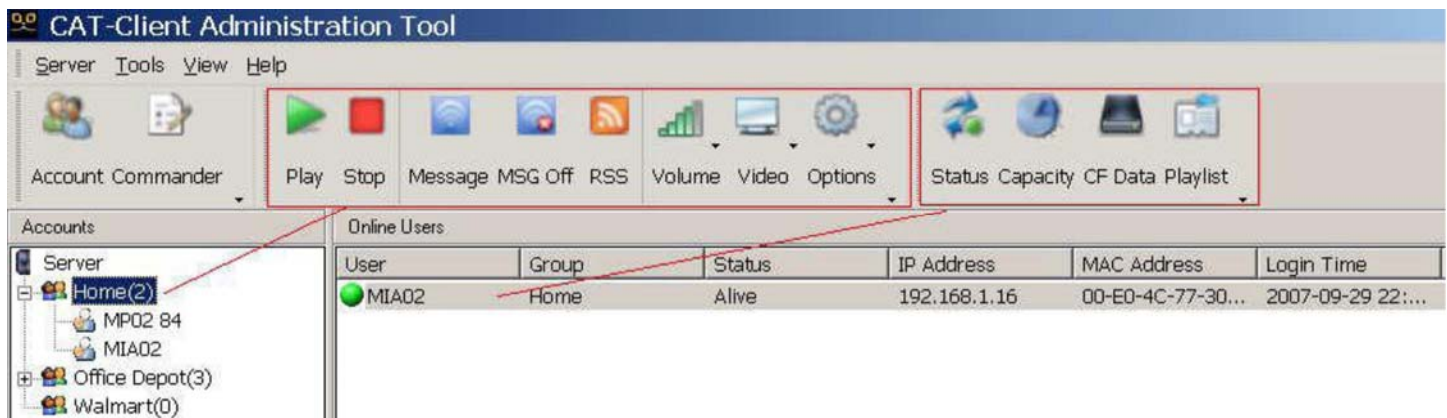 CAT-Client Administration Tool
Server Tools View Help
Account Commander Play Stop Message MSG Off RSS Volume Video Options Status Capacity CF Data Playlist
Accounts Online Users
Server User Group Status IP Address MAC Address Login Time
Home(2) MIA02 Home Alive 192.168.1.16 00-E0-4C-77-30... 2007-09-29 22:...
MP02 84
MIA02
Office Depot(3)
Walmart(0)